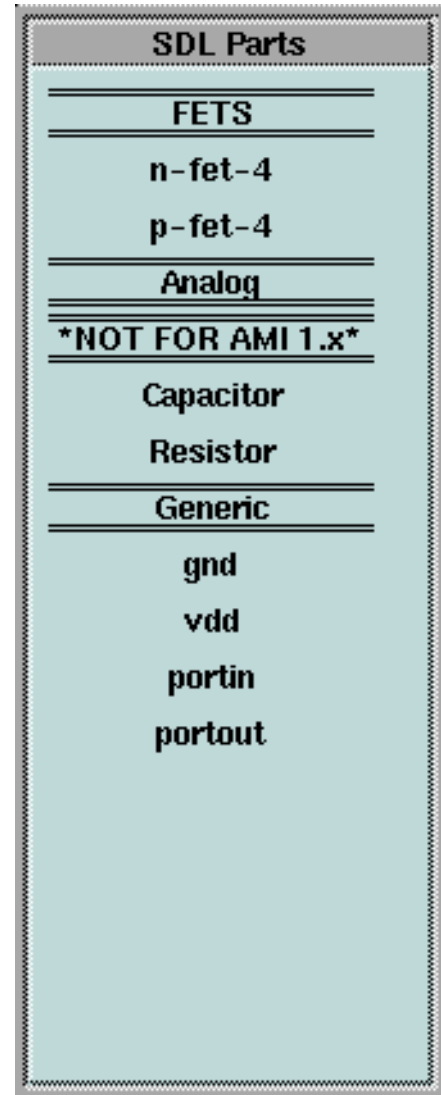 SDL Parts
FETS
n-fet-4
p-fet-4
Analog
*NOT FOR AMI 1.x*
Capacitor
Resistor
Generic
gnd
vdd
portin
portout